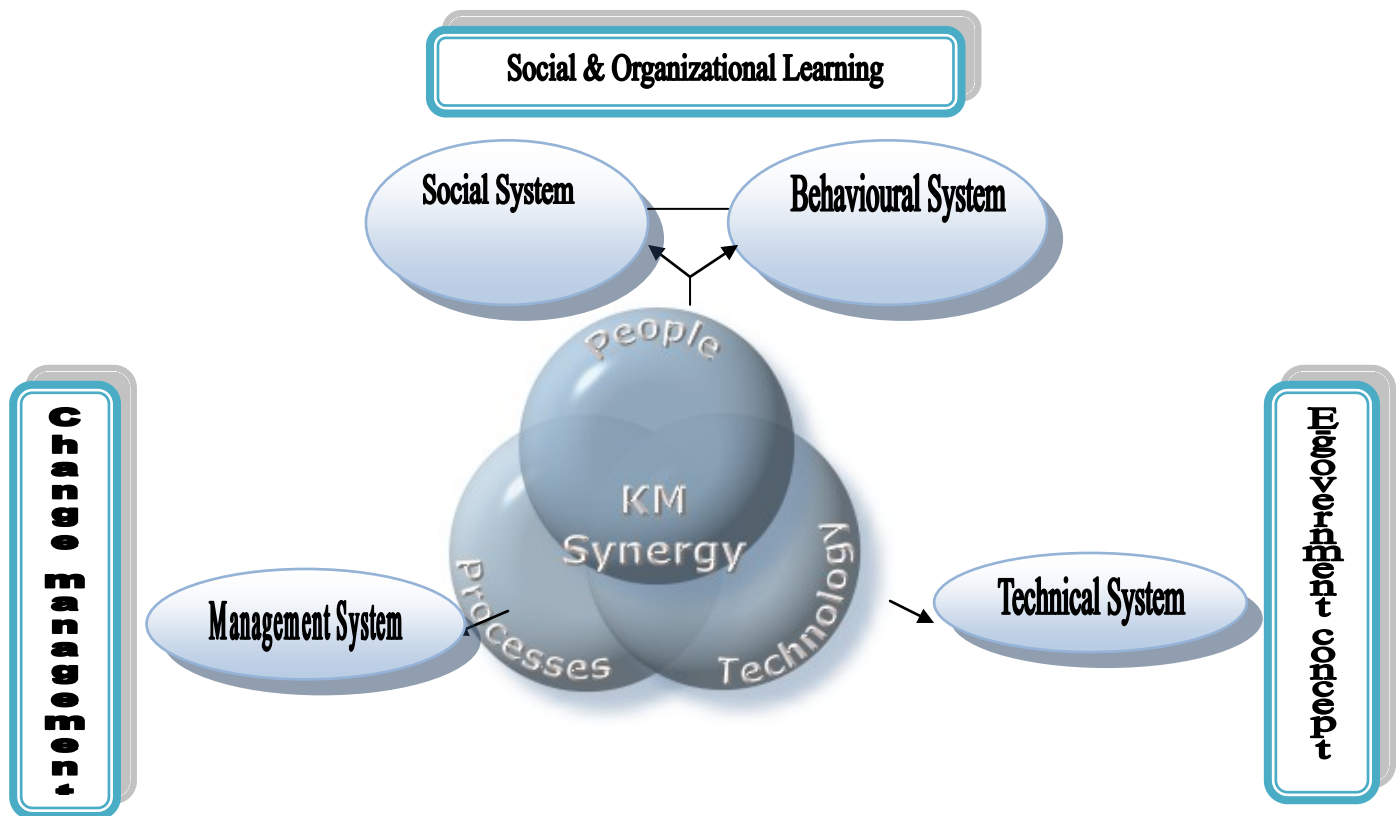 Social & Organizational Learning
Social System
Behavioural System
People
KM
Synergy
Processes
Technology
Management System
Technical System
Change management
Egovernment concept